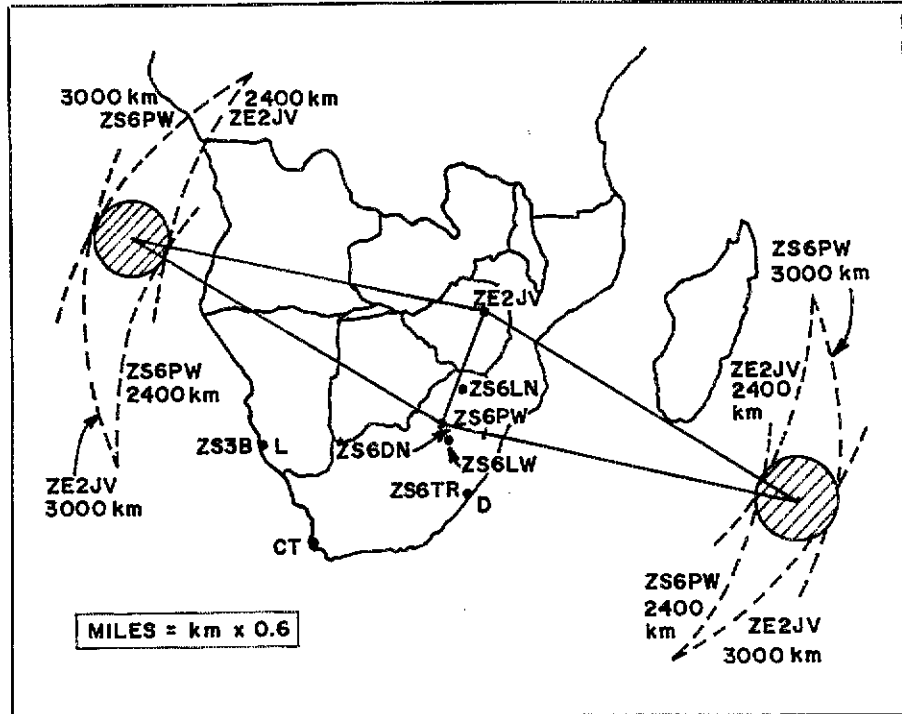 3000 km
ZS6PW
2400 km
ZE2JV
ZS6PW
3000 km
ZE2JV
ZE2JV
2400
km
ZS6PW
2400 km
ZS6LN
ZS6PW
ZS3B L
ZS6DN
ZS6LW
ZE2JV
3000 km
ZS6TR
D
CT
ZS6PW
2400
km
ZE2JV
3000 km
MILES = km x 0.6